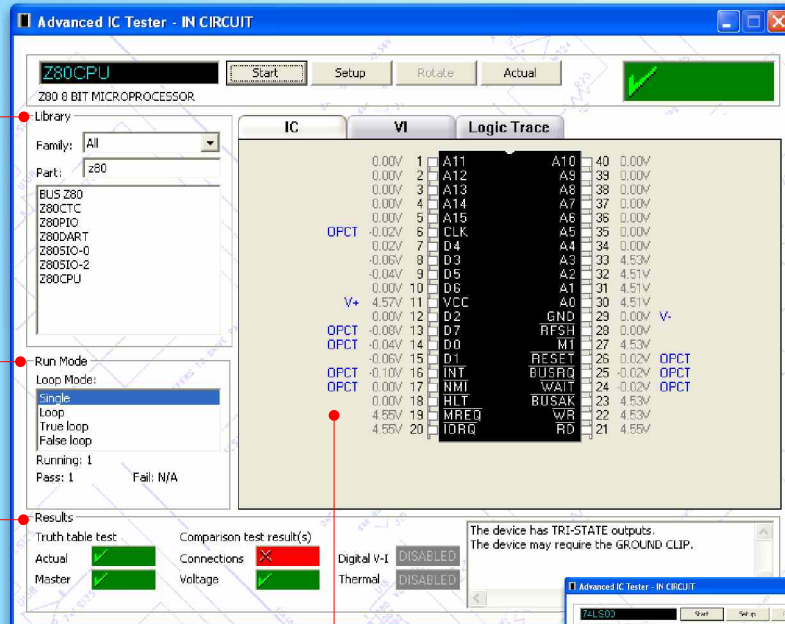 Advanced IC Tester - IN CIRCUIT
Z80CPU
Start
Setup
Rotate
Actual
Z80 8 BIT MICROPROCESSOR
Library
Family: All
Part: z80
BUS Z80
Z80CTC
Z80PIO
Z80DART
Z80SIO-0
Z80SIO-2
Z80CPU
Run Mode
Loop Mode:
Single
Loop
True loop
False loop
Running: 1
Pass: 1 Fail: N/A
IC VI Logic Trace
0.00V 1 A11 A10 40 0.00V
0.00V 2 A12 A9 39 0.00V
0.00V 3 A13 A8 38 0.00V
0.00V 4 A14 A7 37 0.00V
0.00V 5 A15 A6 36 0.00V
OPCT -0.02V 6 CLK A5 35 0.00V
0.02V 7 D4 A4 34 0.00V
-0.06V 8 D3 A3 33 4.53V
-0.04V 9 D5 A2 32 4.51V
0.00V 10 D6 A1 31 4.51V
V+ 4.57V 11 VCC A0 30 4.51V
0.00V 12 D2 GND 29 0.00V V-
OPCT -0.08V 13 D7 RFSH 28 0.00V
OPCT -0.04V 14 D0 M1 27 4.53V
-0.06V 15 D1 RESET 26 0.02V OPCT
OPCT -0.10V 16 INT BUSRQ 25 -0.02V OPCT
OPCT 0.00V 17 NMI WAIT 24 -0.02V OPCT
0.00V 18 HLT BUSAK 23 4.53V
4.55V 19 MREQ WR 22 4.53V
4.55V 20 IORQ RD 21 4.55V
Results
Truth table test
Actual
Master
Comparison test result(s)
Connections
Voltage
Digital V-I DISABLED
Thermal DISABLED
The device has TRI-STATE outputs.
The device may require the GROUND CLIP.
Advanced IC Tester - IN CIRCUIT
74LS00
Start
Set up